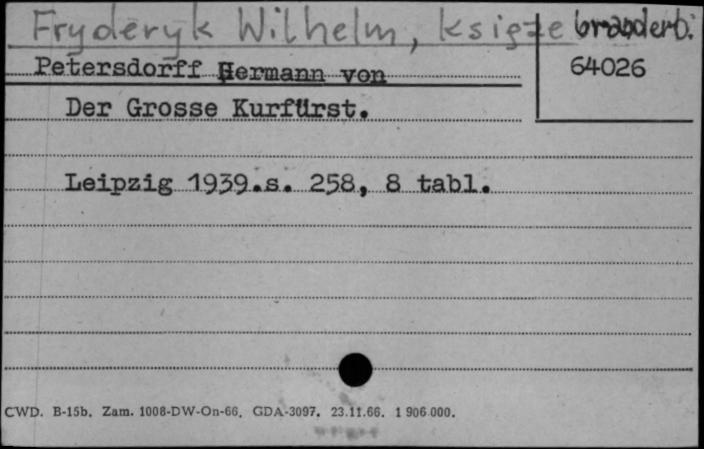 Fryderyk Wilhelm, książe branderb.
Petersdorff Hermann von
64026
Der Grosse Kurfürst.
Leipzig 1939.s. 258, 8 tabl.
CWD. B-15b. Zam. 1008-DW-On-66. GDA-3097. 23.11.66. 1 906 000.